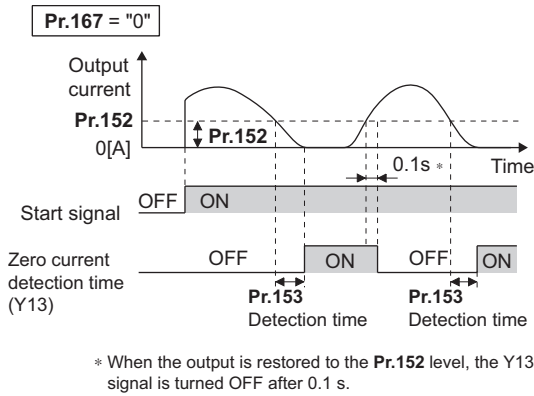 Pr.167 = "0"
Output
current
Pr.152
Pr.152
0[A]
0.1s *
Time
Start signal
OFF
ON
Zero current
detection time
(Y13)
OFF
ON
OFF
ON
Pr.153
Detection time
Pr.153
Detection time
* When the output is restored to the Pr.152 level, the Y13
signal is turned OFF after 0.1 s.